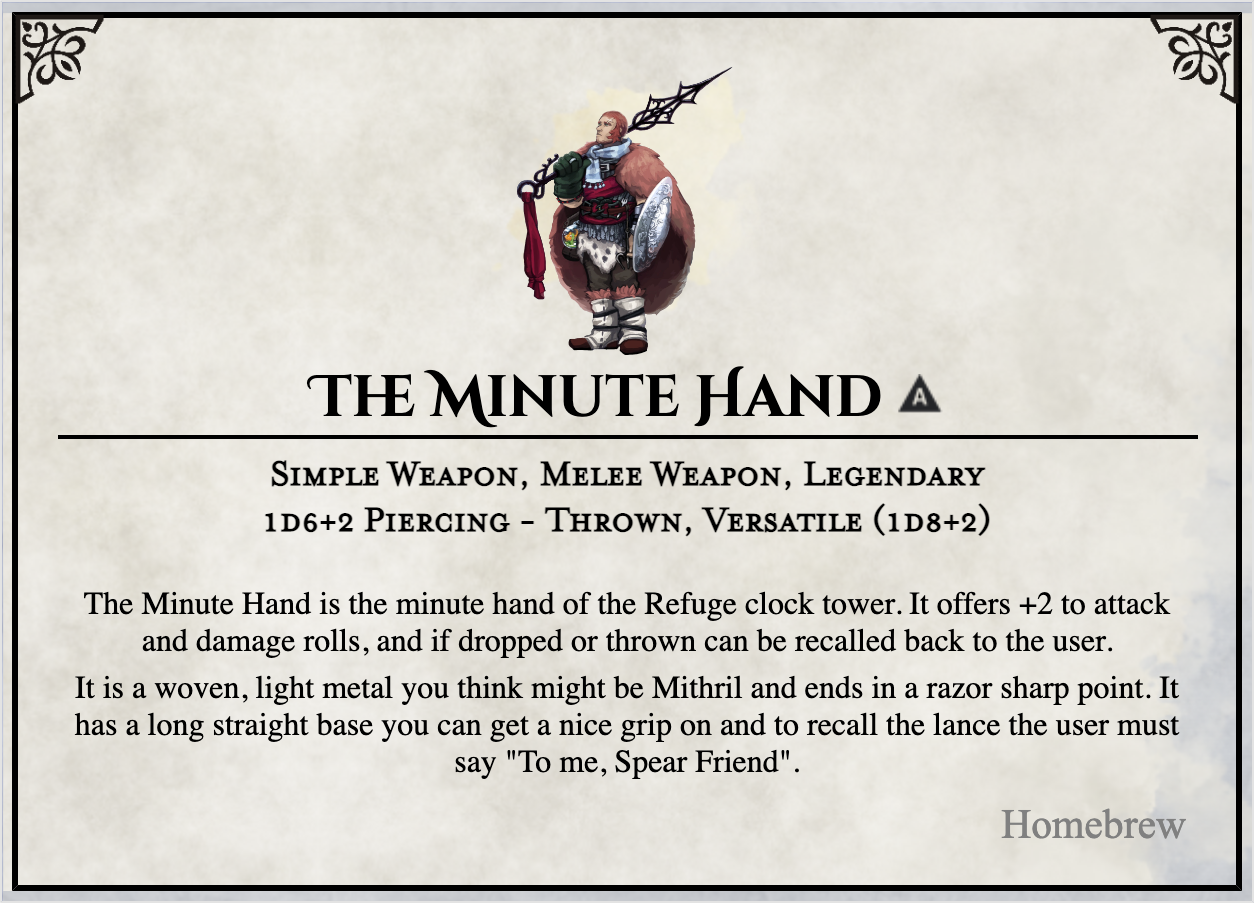 The Minute Hand A
Simple Weapon, Melee Weapon, Legendary
1d6+2 Piercing - Thrown, Versatile (1d8+2)
The Minute Hand is the minute hand of the Refuge clock tower. It offers +2 to attack
and damage rolls, and if dropped or thrown can be recalled back to the user.
It is a woven, light metal you think might be Mithril and ends in a razor sharp point. It
has a long straight base you can get a nice grip on and to recall the lance the user must
say "To me, Spear Friend".
Homebrew